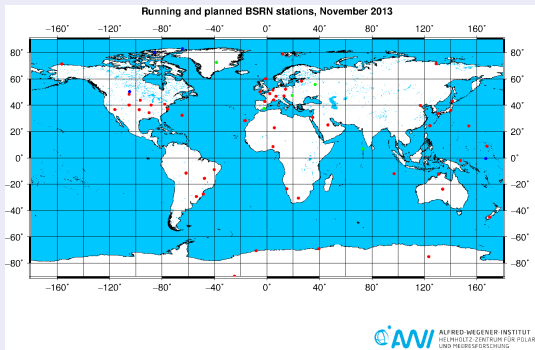 Running and planned BSRN stations, November 2013
−160˚ −120˚ −80˚ −40˚ 0˚ 40˚ 80˚ 120˚ 160˚
80˚ 80˚
60˚ 60˚
40˚ 40˚
20˚ 20˚
0˚ 0˚
−20˚ −20˚
−40˚ −40˚
−60˚ −60˚
−80˚ −80˚
−160˚ −120˚ −80˚ −40˚ 0˚ 40˚ 80˚ 120˚ 160˚
AWI
ALFRED-WEGENER-INSTITUT
HELMHOLTZ-ZENTRUM FÜR POLAR
UND MEERESFORSCHUNG